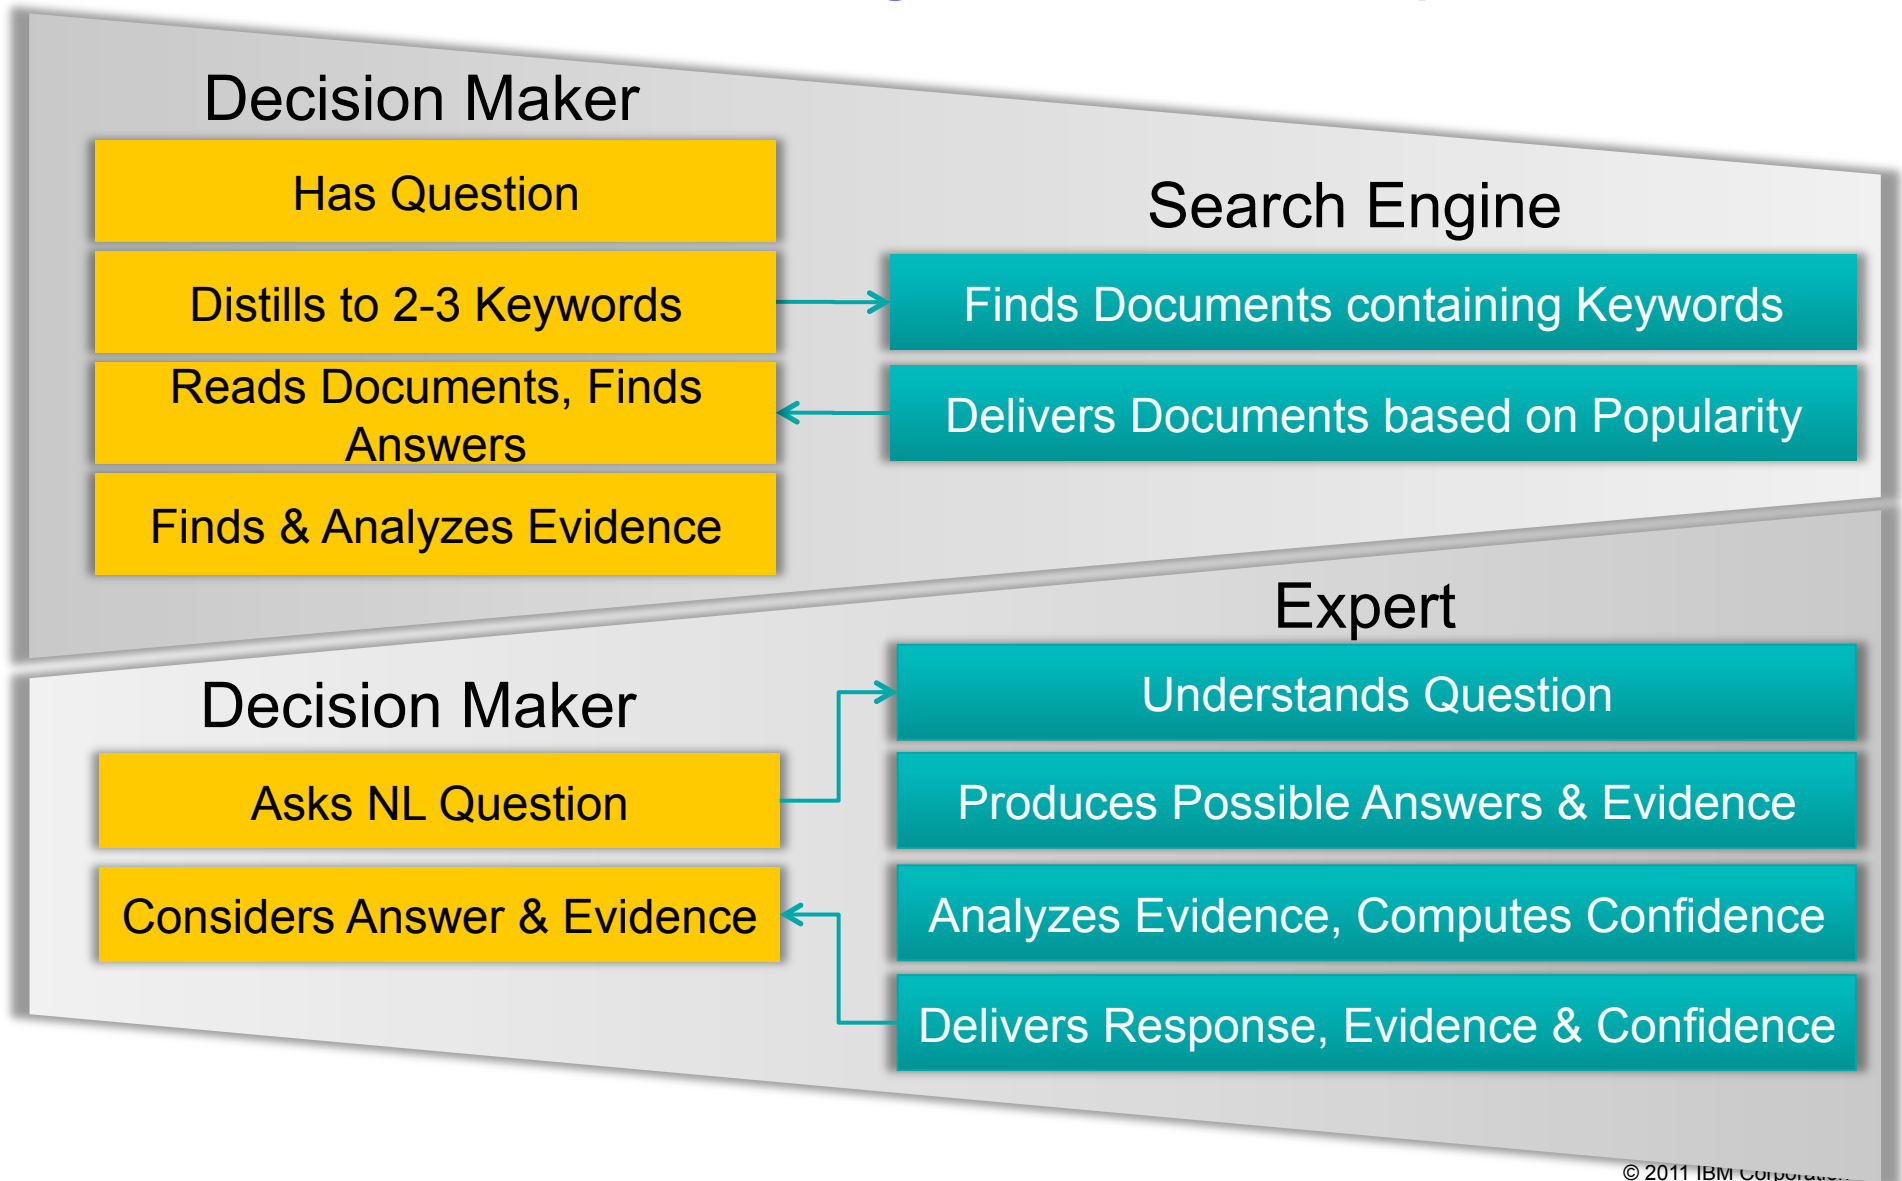 Decision Maker
Has Question
Distills to 2-3 Keywords
Reads Documents, Finds
Answers
Finds & Analyzes Evidence
Search Engine
Finds Documents containing Keywords
Delivers Documents based on Popularity
Decision Maker
Asks NL Question
Considers Answer & Evidence
Expert
Understands Question
Produces Possible Answers & Evidence
Analyzes Evidence, Computes Confidence
Delivers Response, Evidence & Confidence
© 2011 IBM Corporation